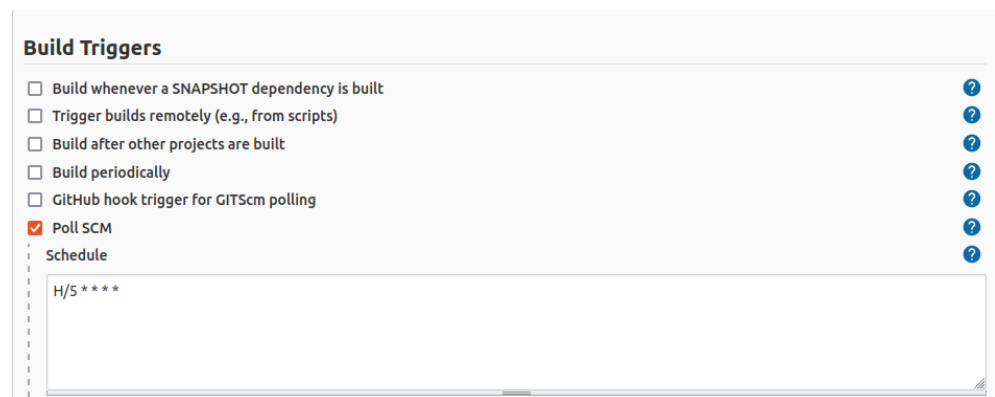 Build Triggers
Build whenever a SNAPSHOT dependency is built
?
Trigger builds remotely (e.g., from scripts)
?
Build after other projects are built
?
Build periodically
?
GitHub hook trigger for GITScm polling
?
Poll SCM
?
Schedule
?
H/5 * * * *